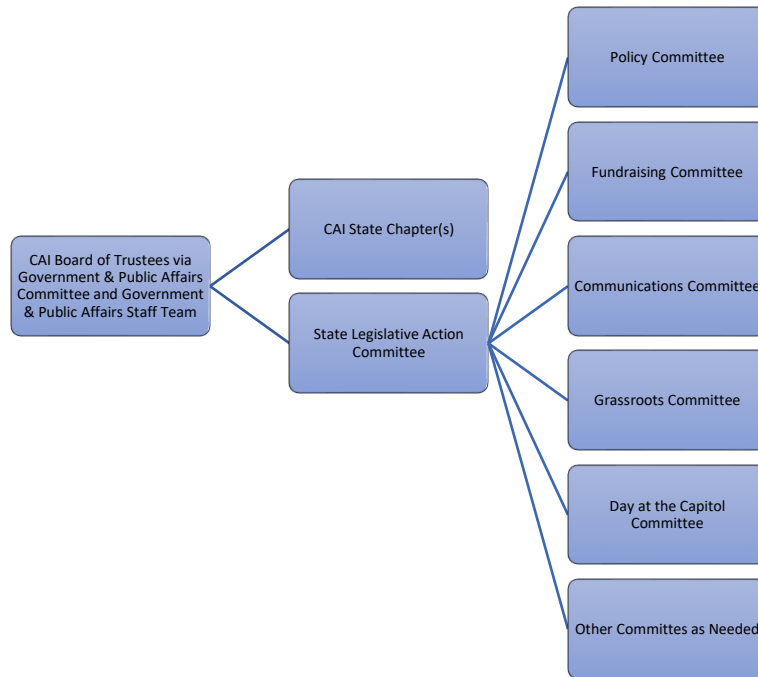 CAI Board of Trustees via
Government & Public Affairs
Committee and Government
& Public Affairs Staff Team
CAI State Chapter(s)
State Legislative Action
Committee
Policy Committee
Fundraising Committee
Communications Committee
Grassroots Committee
Day at the Capitol
Committee
Other Committes as Needed